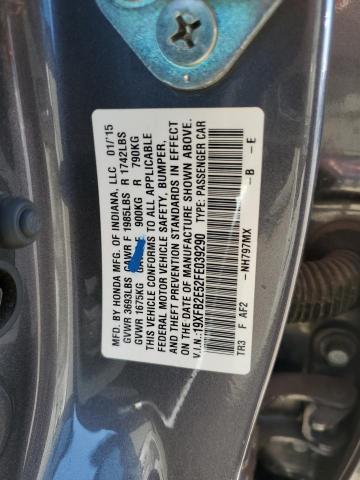 MFD. BY HONDA MFG. OF INDIANA, LLC 01/'15
GVWR 3693LBS GAWR F 1985LBS R 1742LBS
GVWR 1675KG F 900KG R 790KG
THIS VEHICLE CONFORMS TO ALL APPLICABLE
FEDERAL MOTOR VEHICLE SAFETY, BUMPER,
AND THEFT PREVENTION STANDARDS IN EFFECT
ON THE DATE OF MANUFACTURE SHOWN ABOVE.
V.I.N.:19XFB2E52FE039290 TYPE: PASSENGER CAR
-NH797MX -B -E
TR3 F AF2